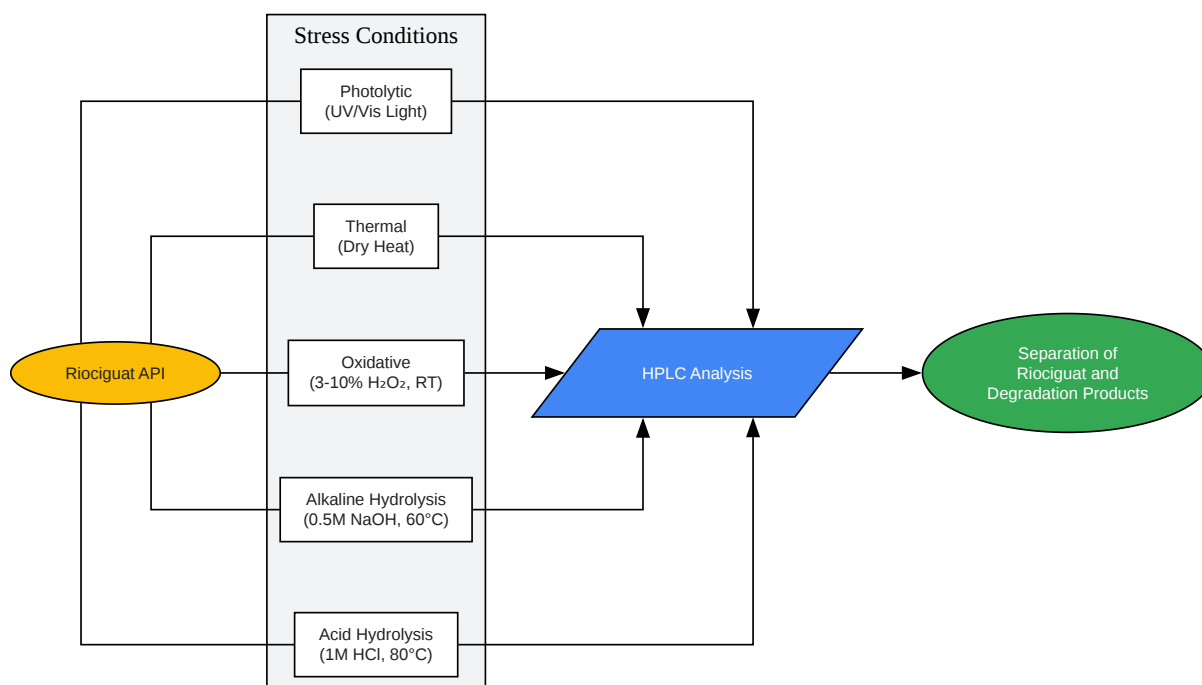 Stress Conditions
Photolytic
(UV/Vis Light)
Thermal
(Dry Heat)
Riociguat API
Oxidative
(3-10% H₂O₂, RT)
HPLC Analysis
Separation of
Riociguat and
Degradation Products
Alkaline Hydrolysis
(0.5M NaOH, 60°C)
Acid Hydrolysis
(1M HCl, 80°C)